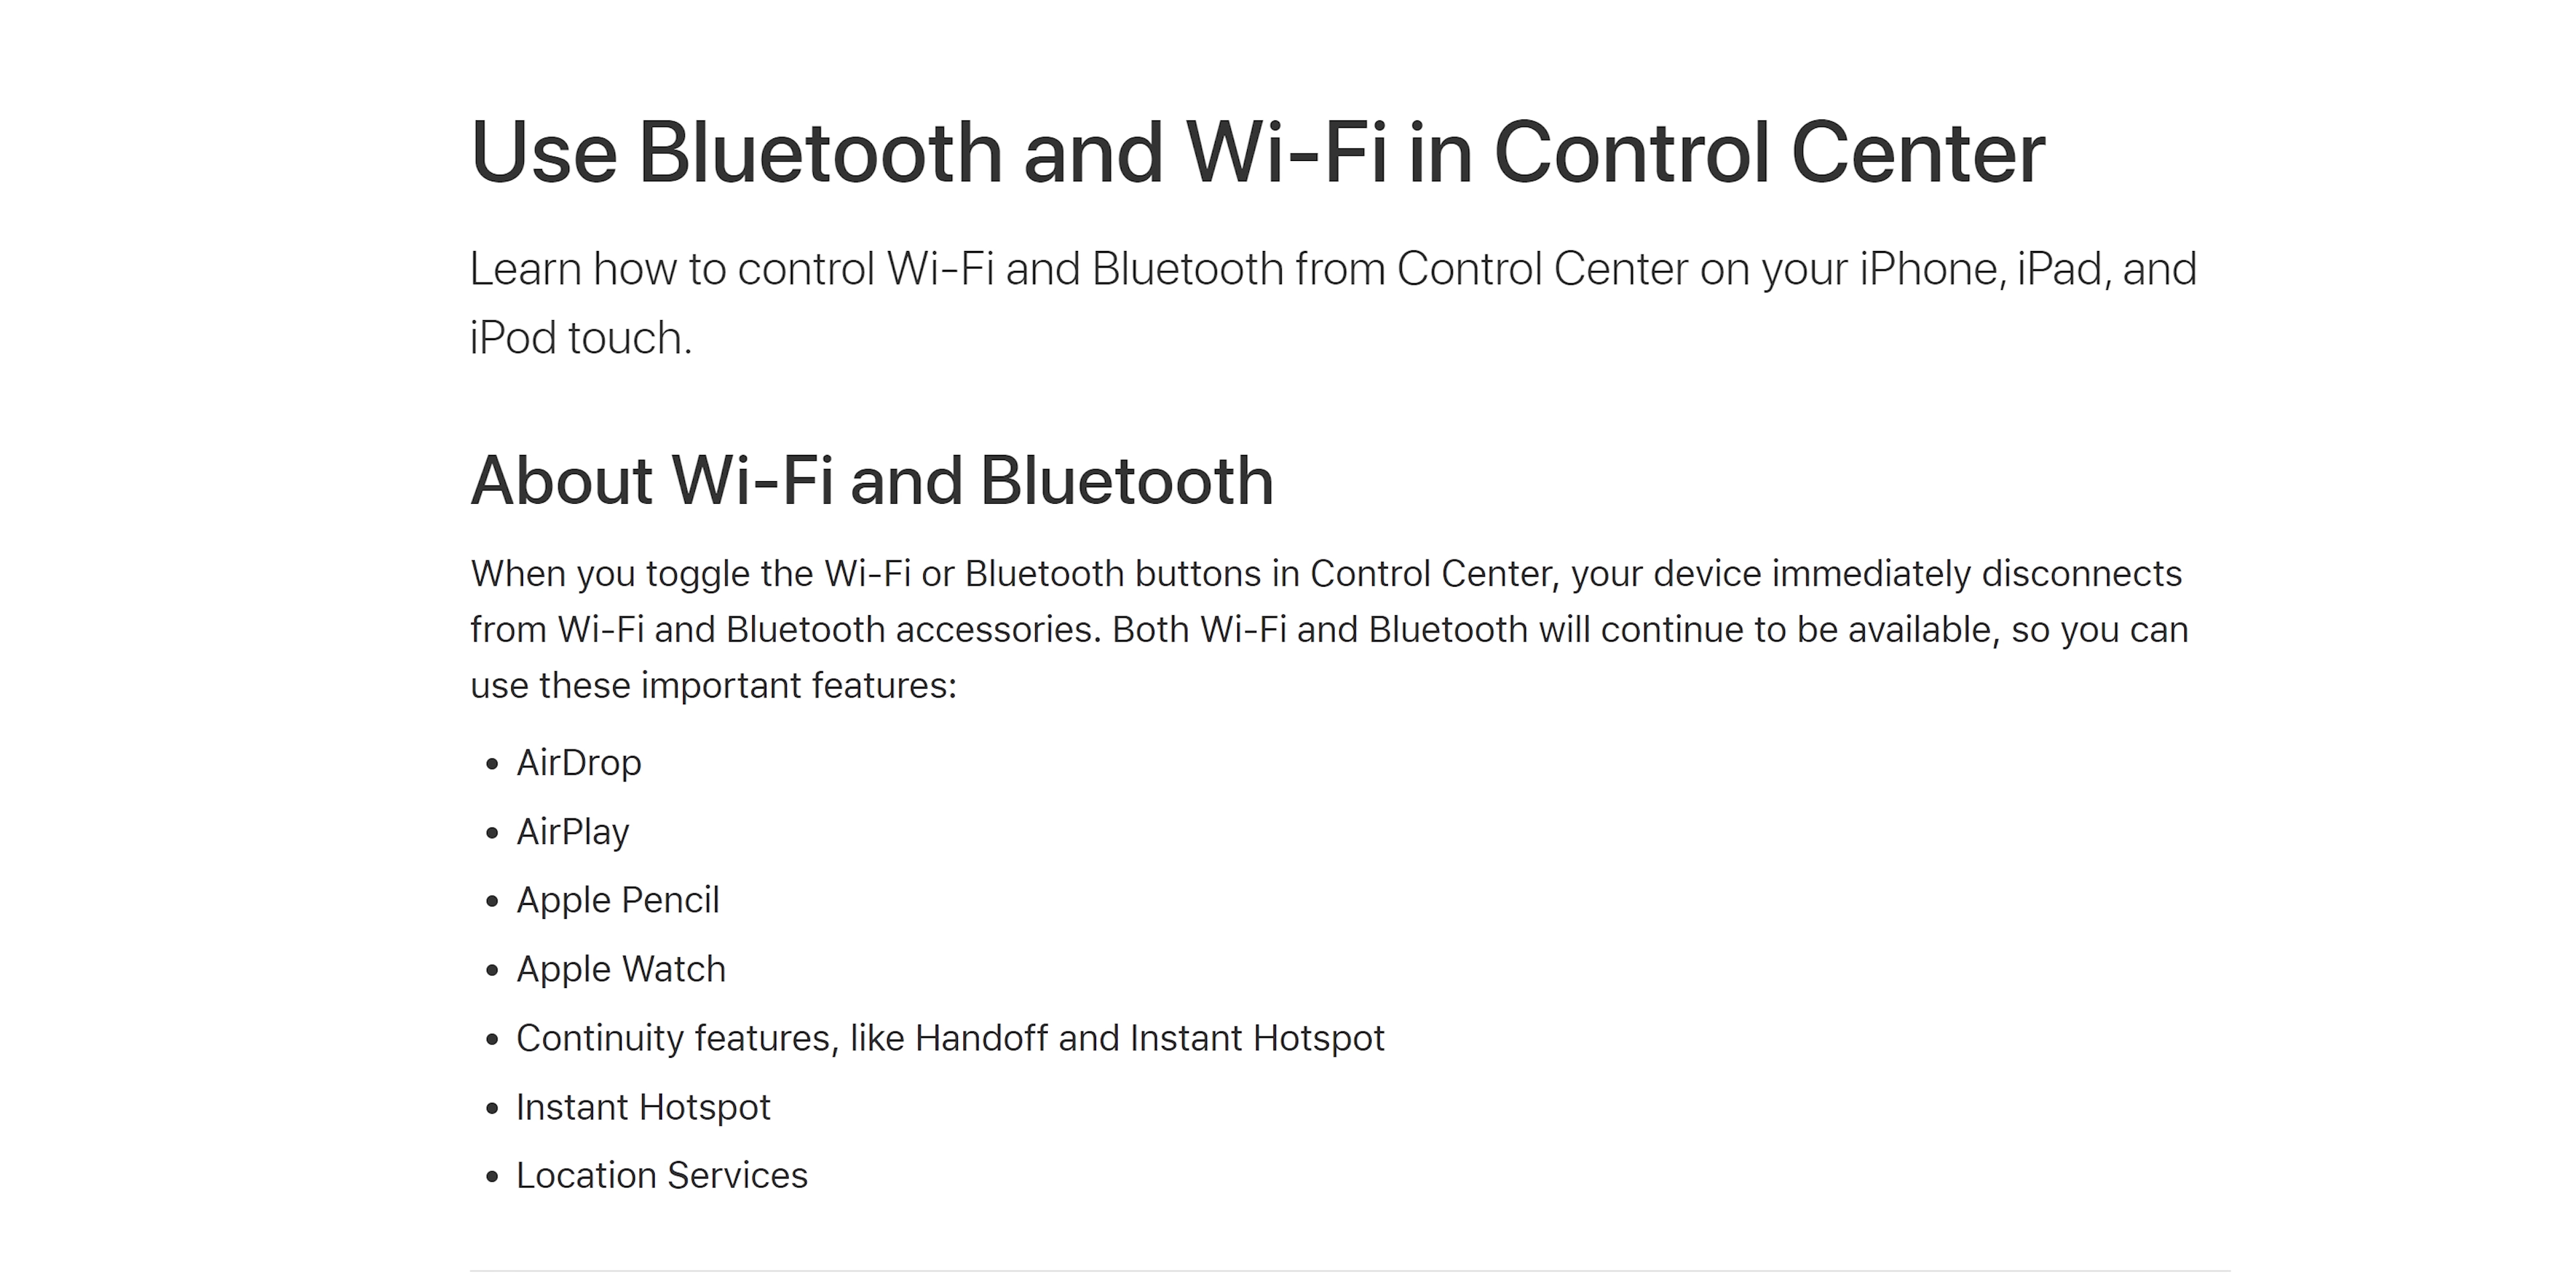 Use Bluetooth and Wi-Fi in Control Center
Learn how to control Wi-Fi and Bluetooth from Control Center on your iPhone, iPad, and
iPod touch.
About Wi-Fi and Bluetooth
When you toggle the Wi-Fi or Bluetooth buttons in Control Center, your device immediately disconnects
from Wi-Fi and Bluetooth accessories. Both Wi-Fi and Bluetooth will continue to be available, so you can
use these important features:
• AirDrop
• AirPlay
• Apple Pencil
• Apple Watch
• Continuity features, like Handoff and Instant Hotspot
• Instant Hotspot
• Location Services